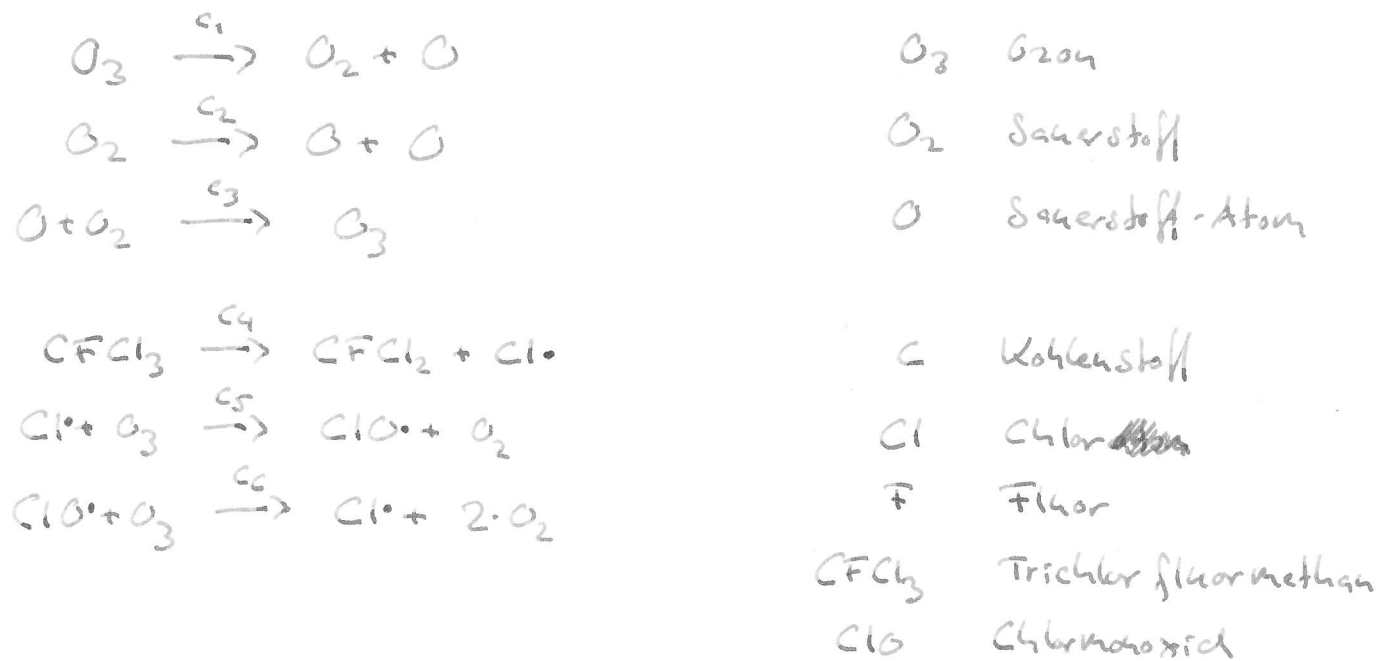 O₃ —c₁→ O₂ + O
O₂ —c₂→ O + O
O + O₂ —c₃→ O₃
CFCl₃ —c₄→ CFCl₂ + Cl•
Cl• + O₃ —c₅→ ClO• + O₂
ClO• + O₃ —c₆→ Cl• + 2·O₂
O₃ Ozon
O₂ Sauerstoff
O Sauerstoff-Atom
C Kohlenstoff
Cl Chlor
F Fluor
CFCl₃ Trichlorfluormethan
ClO Chlormonoxid